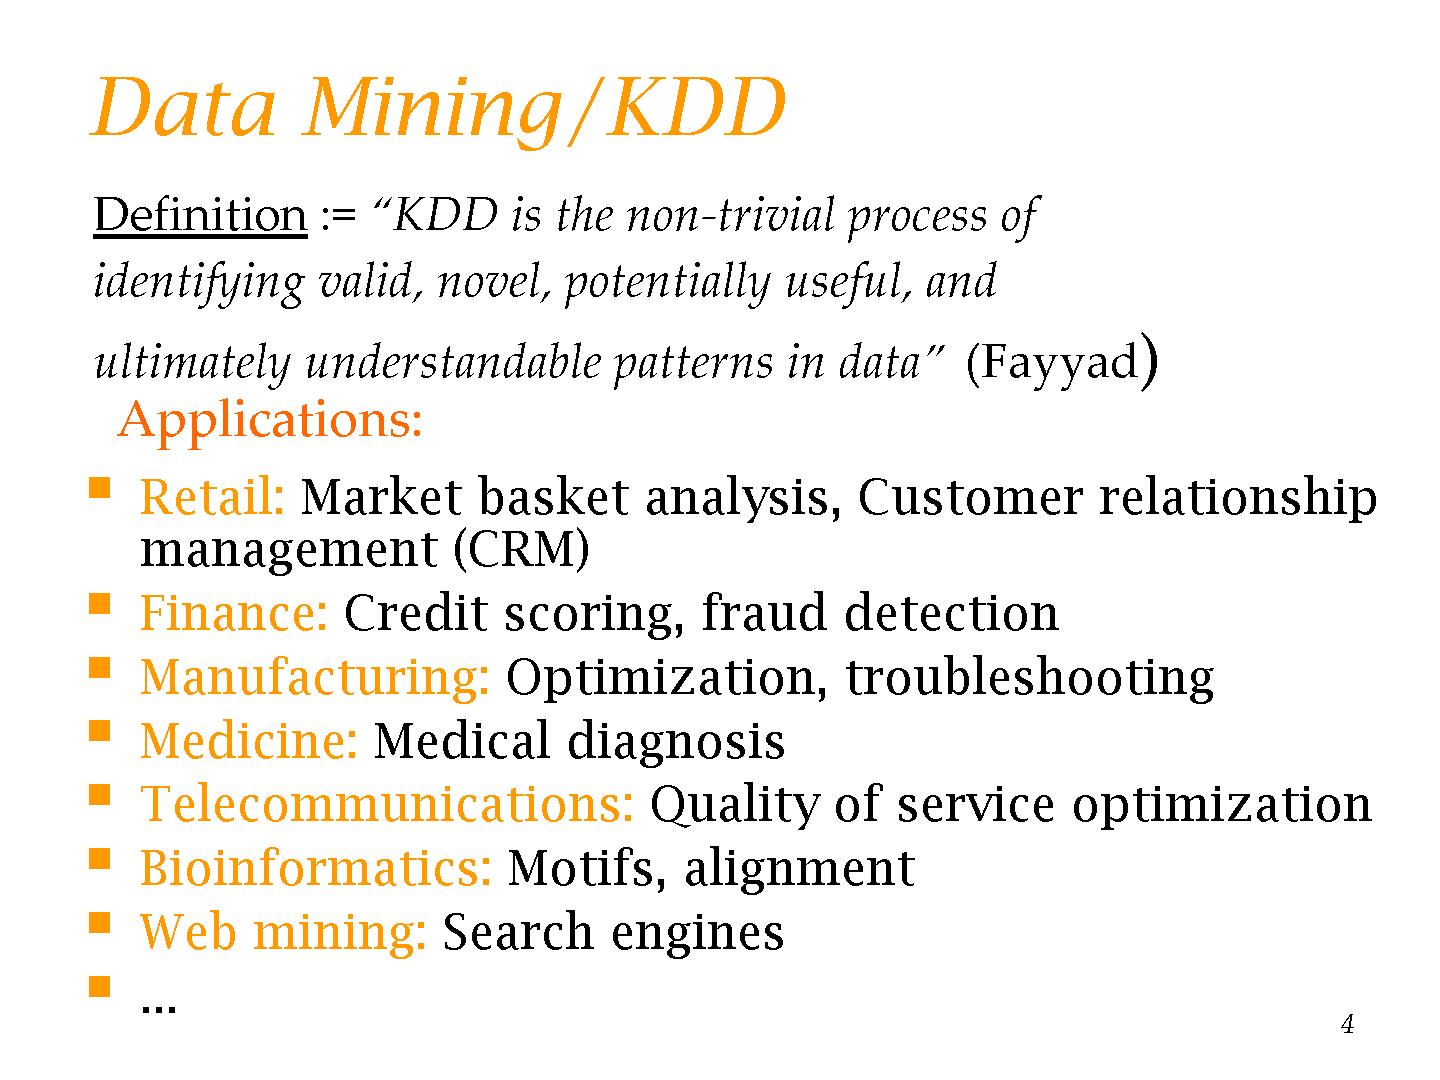 Data Mining/KDD
Definition := “KDD is the non-trivial process of
identifying valid, novel, potentially useful, and
ultimately understandable patterns in data” (Fayyad)
Applications:
▪ Retail: Market basket analysis, Customer relationship
management (CRM)
▪ Finance: Credit scoring, fraud detection
▪ Manufacturing: Optimization, troubleshooting
▪ Medicine: Medical diagnosis
▪ Telecommunications: Quality of service optimization
▪ Bioinformatics: Motifs, alignment
▪ Web mining: Search engines
▪ ...
4